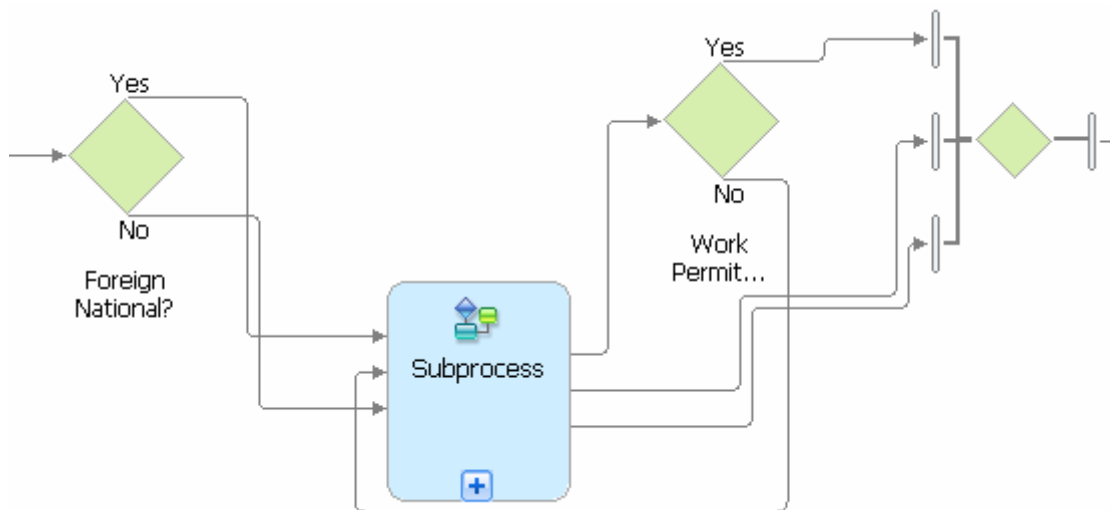 Yes
No
Foreign
National?
Subprocess
Yes
No
Work
Permit...